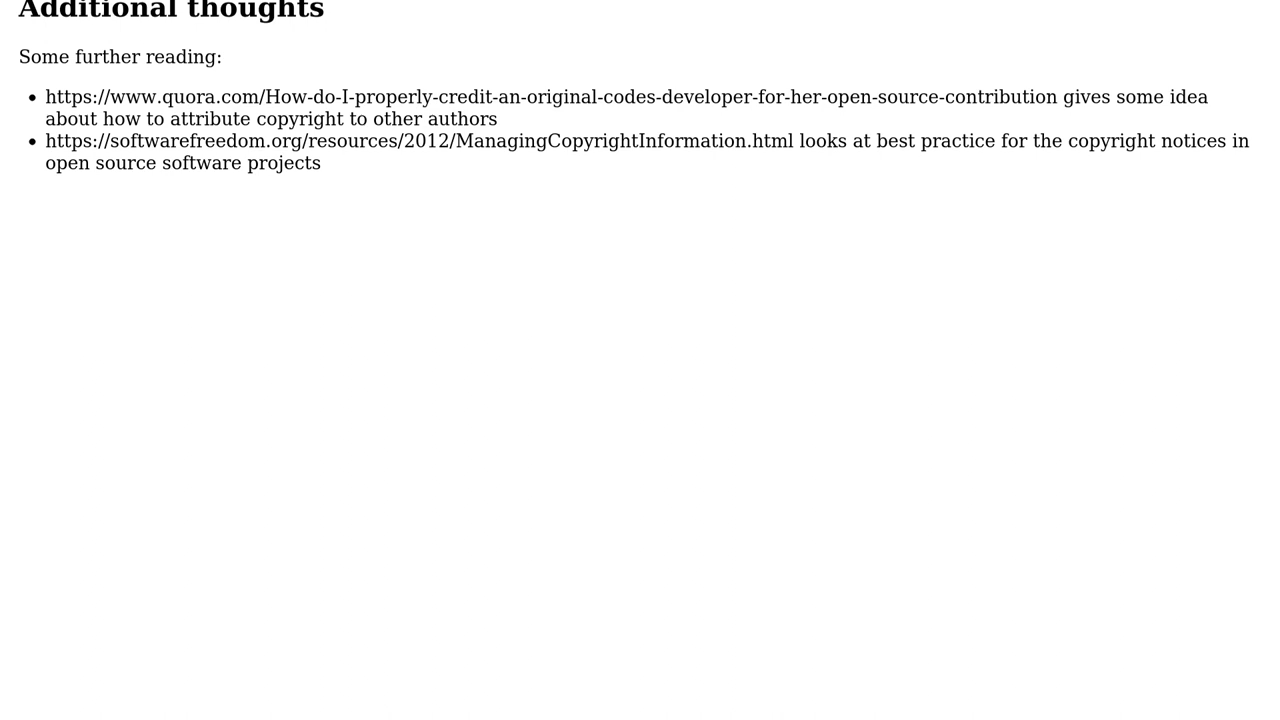 Additional thoughts
Some further reading:
• https://www.quora.com/How-do-I-properly-credit-an-original-codes-developer-for-her-open-source-contribution gives some idea
about how to attribute copyright to other authors
• https://softwarefreedom.org/resources/2012/ManagingCopyrightInformation.html looks at best practice for the copyright notices in
open source software projects